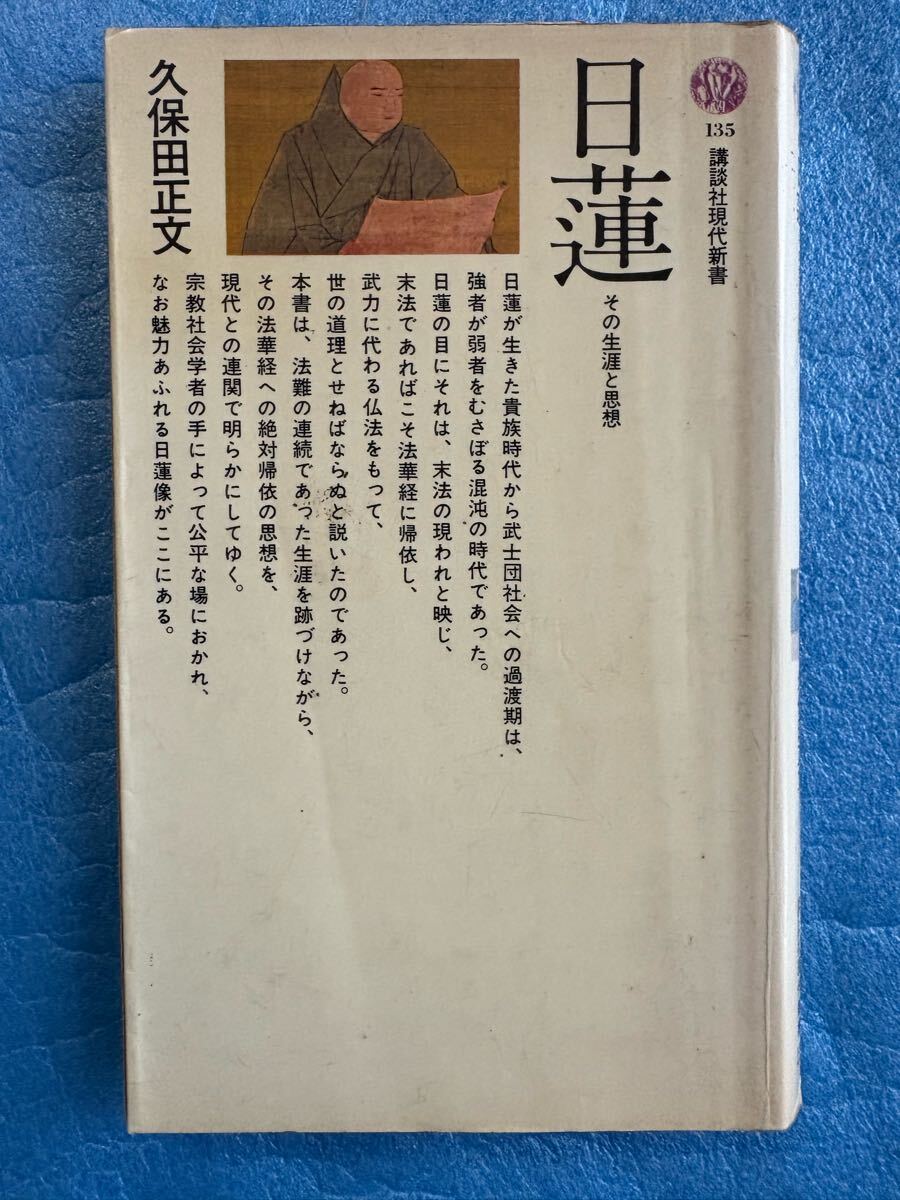 135
講談社現代新書
日蓮
その生涯と思想
日蓮が生きた貴族時代から武士団社会への過渡期は、
強者が弱者をむさぼる混沌の時代であった。
日蓮の目にそれは、末法の現われと映じ、
末法であればこそ法華経に帰依し、
武力に代わる仏法をもって、
世の道理とせねばならぬと説いたのであった。
本書は、法難の連続であった生涯を跡づけながら、
その法華経への絶対帰依の思想を、
現代との連関で明らかにしてゆく。
宗教社会学者の手によって公平な場におかれ、
なお魅力あふれる日蓮像がここにある。
久保田正文